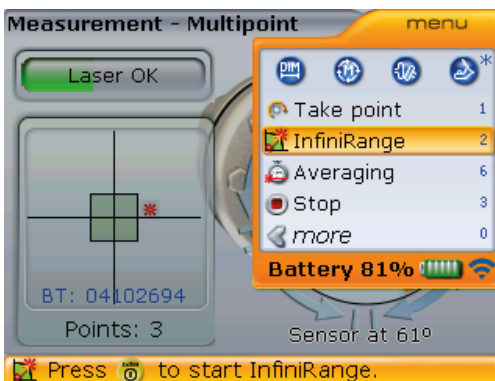 Measurement - Multipoint
menu
Laser OK
DIM
M
*
Take point 1
InfiniRange 2
Averaging 6
Stop 3
more 0
Battery 81%
BT: 04102694
Points: 3
Sensor at 61º
Press to start InfiniRange.